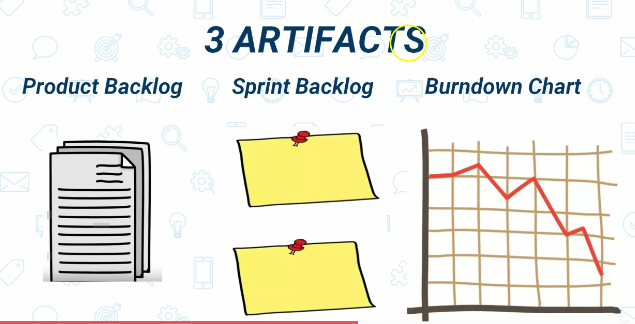 3 ARTIFACTS
Product Backlog
Sprint Backlog
Burndown Chart